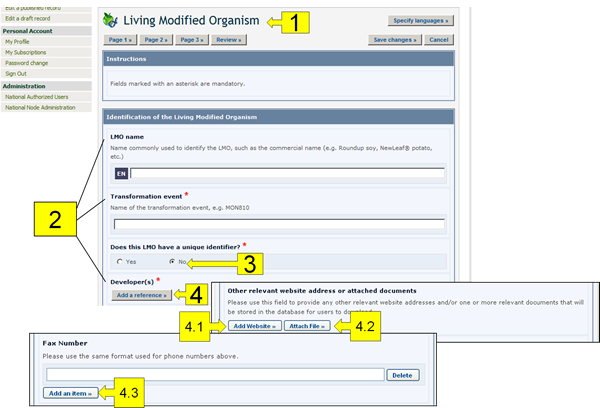 Edit a published record
Edit a draft record
Personal Account
My Profile
My Subscriptions
Password change
Sign Out
Administration
National Authorized Users
National Node Administration
Living Modified Organism
1
Specify languages »
Page 1 »
Page 2 »
Page 3 »
Review »
Save changes »
Cancel
Instructions
Fields marked with an asterisk are mandatory.
Identification of the Living Modified Organism
LMO name
Name commonly used to identify the LMO, such as the commercial name (e.g. Roundup soy, NewLeaf® potato,
etc.)
EN
2
Transformation event *
Name of the transformation event, e.g. MON810
Does this LMO have a unique identifier? *
Yes
No
3
Developer(s) *
Add a reference »
4
Other relevant website address or attached documents
Please use this field to provide any other relevant website addresses and/or one or more relevant documents that will
be stored in the database for users to
4.1
Add Website »
Attach File »
4.2
Fax Number
Please use the same format used for phone numbers above.
Delete
Add an item »
4.3